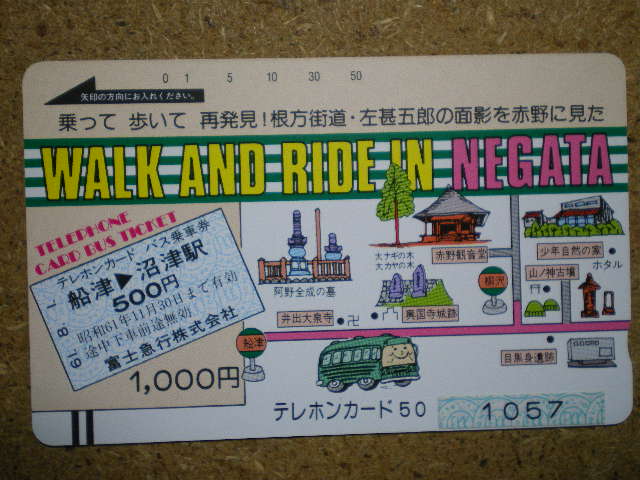 0 1 5 10 30 50
矢印の方向にお入れください。
乗って 歩いて 再発見!根方街道・左甚五郎の面影を赤野に見た
WALK AND RIDE IN NEGATA
TELEPHONE
CARD BUS TICKET
テレホンカード バス乗車券
船津▶沼津駅
500円
昭和61年11月30日まで有効
途中下車前途無効
富士急行株式会社
1,000円
阿野全成の墓
井出大泉寺
卍
大ナギの木
大カヤの木
赤野観音堂
興国寺城跡
柳沢
少年自然の家
ホタル
山ノ神古墳
目黒身遺跡
船津
テレホンカード50
1057